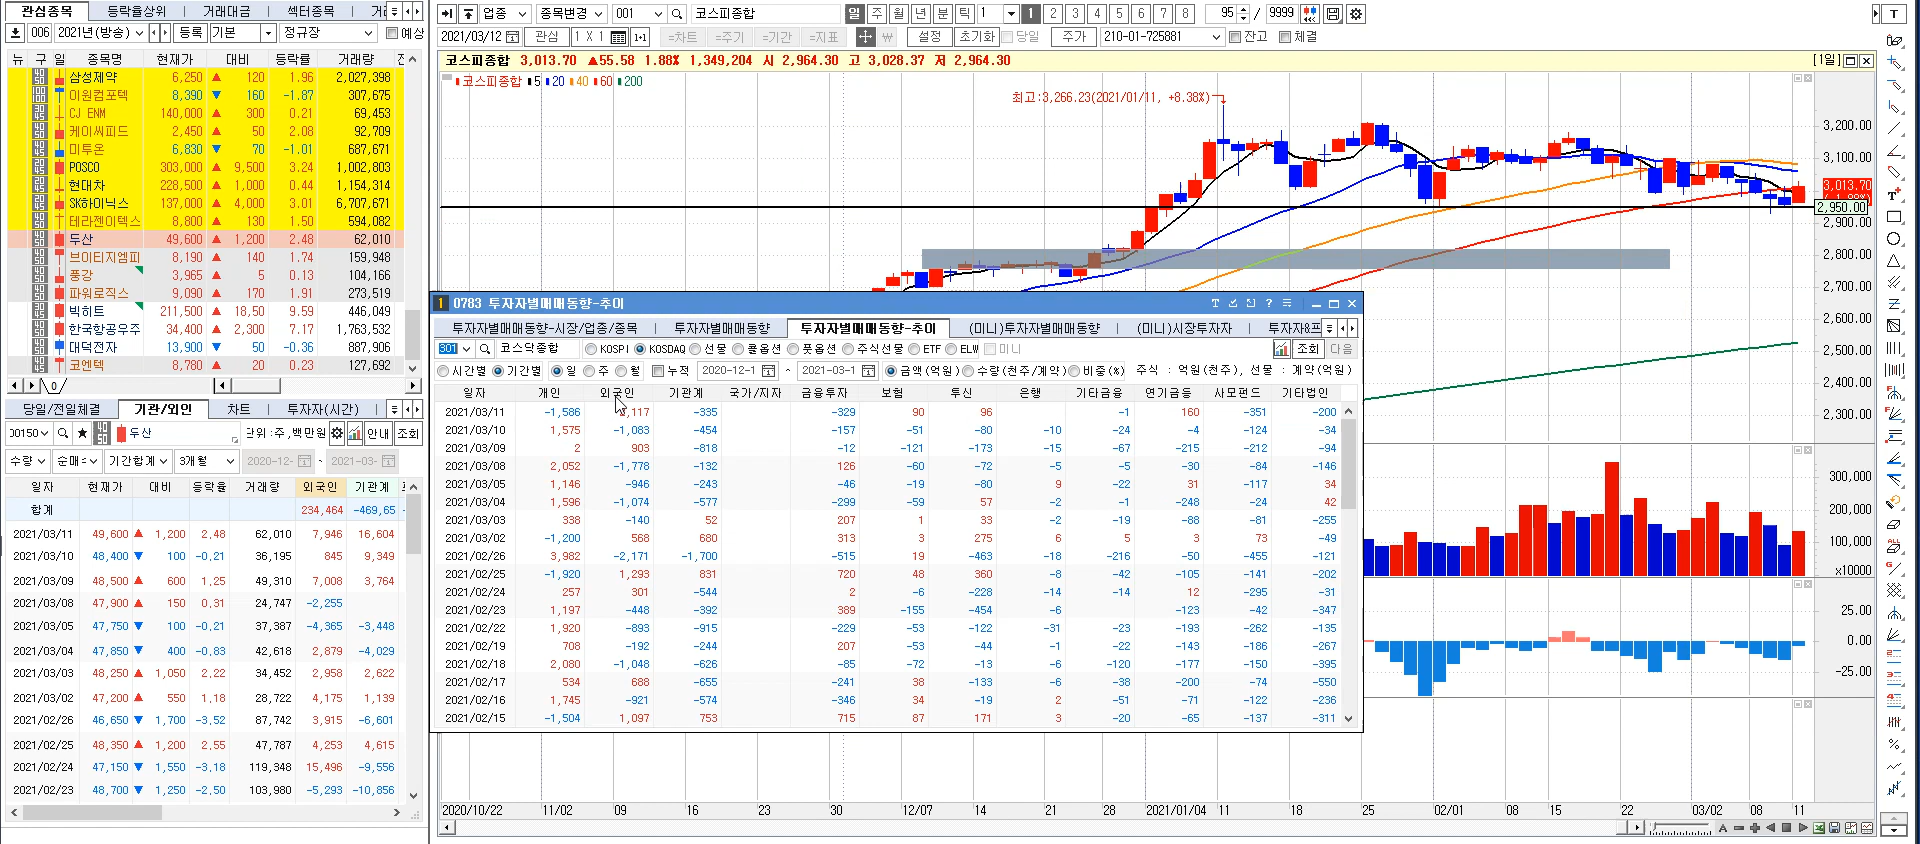 관심종목 등락율상위 거래대금 섹터종목
006 2021년(방송) 등록 기본 정규장 예상
뉴 구 일 종목명 현재가 대비 등락율 거래량
삼성제약 6,250 ▲ 120 1.96 2,027,398
이원컴포텍 8,390 ▼ 160 -1.87 307,675
CJ ENM 140,000 ▲ 300 0.21 69,453
케이씨피드 2,450 ▲ 50 2.08 92,709
미투온 6,830 ▼ 70 -1.01 687,671
POSCO 303,000 ▲ 9,500 3.24 1,002,803
현대차 228,500 ▲ 1,000 0.44 1,154,314
SK하이닉스 137,000 ▲ 4,000 3.01 6,707,671
테라젠이텍스 8,800 ▲ 130 1.50 594,082
두산 49,600 ▲ 1,200 2.48 62,010
브이티지엠피 8,190 ▲ 140 1.74 159,948
풍강 3,965 ▲ 5 0.13 104,166
파워로직스 9,090 ▲ 170 1.91 273,519
빅히트 211,500 ▲ 18,50 9.59 446,049
한국항공우주 34,400 ▲ 2,300 7.17 1,763,532
대덕전자 13,900 ▼ 50 -0.36 887,906
코엔텍 8,780 ▲ 20 0.23 127,692
당일/전일체결 기관/외인 차트 투자자(시간)
00150 두산 단위:주,백만원 안내 조회
수량 순매수 기간합계 3개월 2020-12- ~ 2021-03-
일자 현재가 대비 등락율 거래량 외국인 기관계
합계 234,464 -469,65
2021/03/11 49,600 ▲ 1,200 2.48 62,010 7,946 16,604
2021/03/10 48,400 ▼ 100 -0.21 36,195 845 9,349
2021/03/09 48,500 ▲ 600 1.25 49,310 7,008 3,764
2021/03/08 47,900 ▲ 150 0.31 24,747 -2,255
2021/03/05 47,750 ▼ 100 -0.21 37,387 -4,365 -3,448
2021/03/04 47,850 ▼ 400 -0.83 42,618 2,879 -4,029
2021/03/03 48,250 ▲ 1,050 2.22 34,452 2,958 2,622
2021/03/02 47,200 ▲ 550 1.18 28,722 4,175 1,139
2021/02/26 46,650 ▼ 1,700 -3.52 87,742 3,915 -6,601
2021/02/25 48,350 ▲ 1,200 2.55 47,787 4,253 4,615
2021/02/24 47,150 ▼ 1,550 -3.18 119,348 15,496 -9,556
2021/02/23 48,700 ▼ 1,250 -2.50 103,980 -5,293 -10,856
업종 종목변경 001 코스피종합 일 주 월 년 분 틱 1 1 2 3 4 5 6 7 8 95 / 9999
2021/03/12 관심 1 X 1 =차트 =주기 =기간 =지표 설정 초기화 당일 주가 210-01-725881 잔고 체결
코스피종합 3,013.70 ▲55.58 1.88% 1,349,204 시 2,964.30 고 3,028.37 저 2,964.30 [1일]
코스피종합 5 20 40 60 200
최고:3,266.23(2021/01/11, +8.38%)
3,200.00
3,100.00
3,013.70
2,950.00
2,900.00
2,800.00
2,700.00
2,600.00
2,500.00
2,400.00
2,300.00
300,000
200,000
100,000
x10000
25.00
0.00
-25.00
1 0783 투자자별매매동향-추이
투자자별매매동향-시장/업종/종목 투자자별매매동향 투자자별매매동향-추이 (미니)투자자별매매동향 (미니)시장투자자 투자자&프
301 코스닥종합 KOSPI KOSDAQ 선물 콜옵션 풋옵션 주식선물 ETF ELW 미니 조회 다음
시간별 기간별 일 주 월 누적 2020-12-1 ~ 2021-03-1 금액(억원) 수량(천주/계약) 비중(%) 주식 : 억원(천주), 선물 : 계약(억원)
일자 개인 외국인 기관계 국가/지자 금융투자 보험 투신 은행 기타금융 연기금등 사모펀드 기타법인
2021/03/11 -1,586 ,117 -335 -329 90 96 -1 160 -351 -200
2021/03/10 1,575 -1,083 -454 -157 -51 -80 -10 -24 -4 -124 -34
2021/03/09 2 903 -818 -12 -121 -173 -15 -67 -215 -212 -94
2021/03/08 2,052 -1,778 -132 126 -60 -72 -5 -5 -30 -84 -146
2021/03/05 1,146 -946 -243 -46 -19 -80 9 -22 31 -117 34
2021/03/04 1,596 -1,074 -577 -299 -59 57 -2 -1 -248 -24 42
2021/03/03 338 -140 52 207 1 33 -2 -19 -88 -81 -255
2021/03/02 -1,200 568 680 313 3 275 6 5 3 73 -49
2021/02/26 3,982 -2,171 -1,700 -515 19 -463 -18 -216 -50 -455 -121
2021/02/25 -1,920 1,293 831 720 48 360 -8 -42 -105 -141 -202
2021/02/24 257 301 -544 2 -6 -228 -14 -14 12 -295 -31
2021/02/23 1,197 -448 -392 389 -155 -454 -6 -123 -42 -347
2021/02/22 1,920 -893 -915 -229 -53 -122 -31 -23 -193 -262 -135
2021/02/19 708 -192 -244 207 -53 -44 -1 -22 -143 -186 -267
2021/02/18 2,080 -1,048 -626 -85 -72 -13 -6 -120 -177 -150 -395
2021/02/17 534 688 -655 -241 38 -133 -6 -38 -200 -74 -550
2021/02/16 1,745 -921 -574 -346 34 -19 2 -51 -71 -122 -236
2021/02/15 -1,504 1,097 753 715 87 171 3 -20 -65 -137 -311
2020/10/22 11/02 09 16 23 30 12/07 14 21 28 2021/01/04 11 18 25 02/01 08 15 22 03/02 08 11